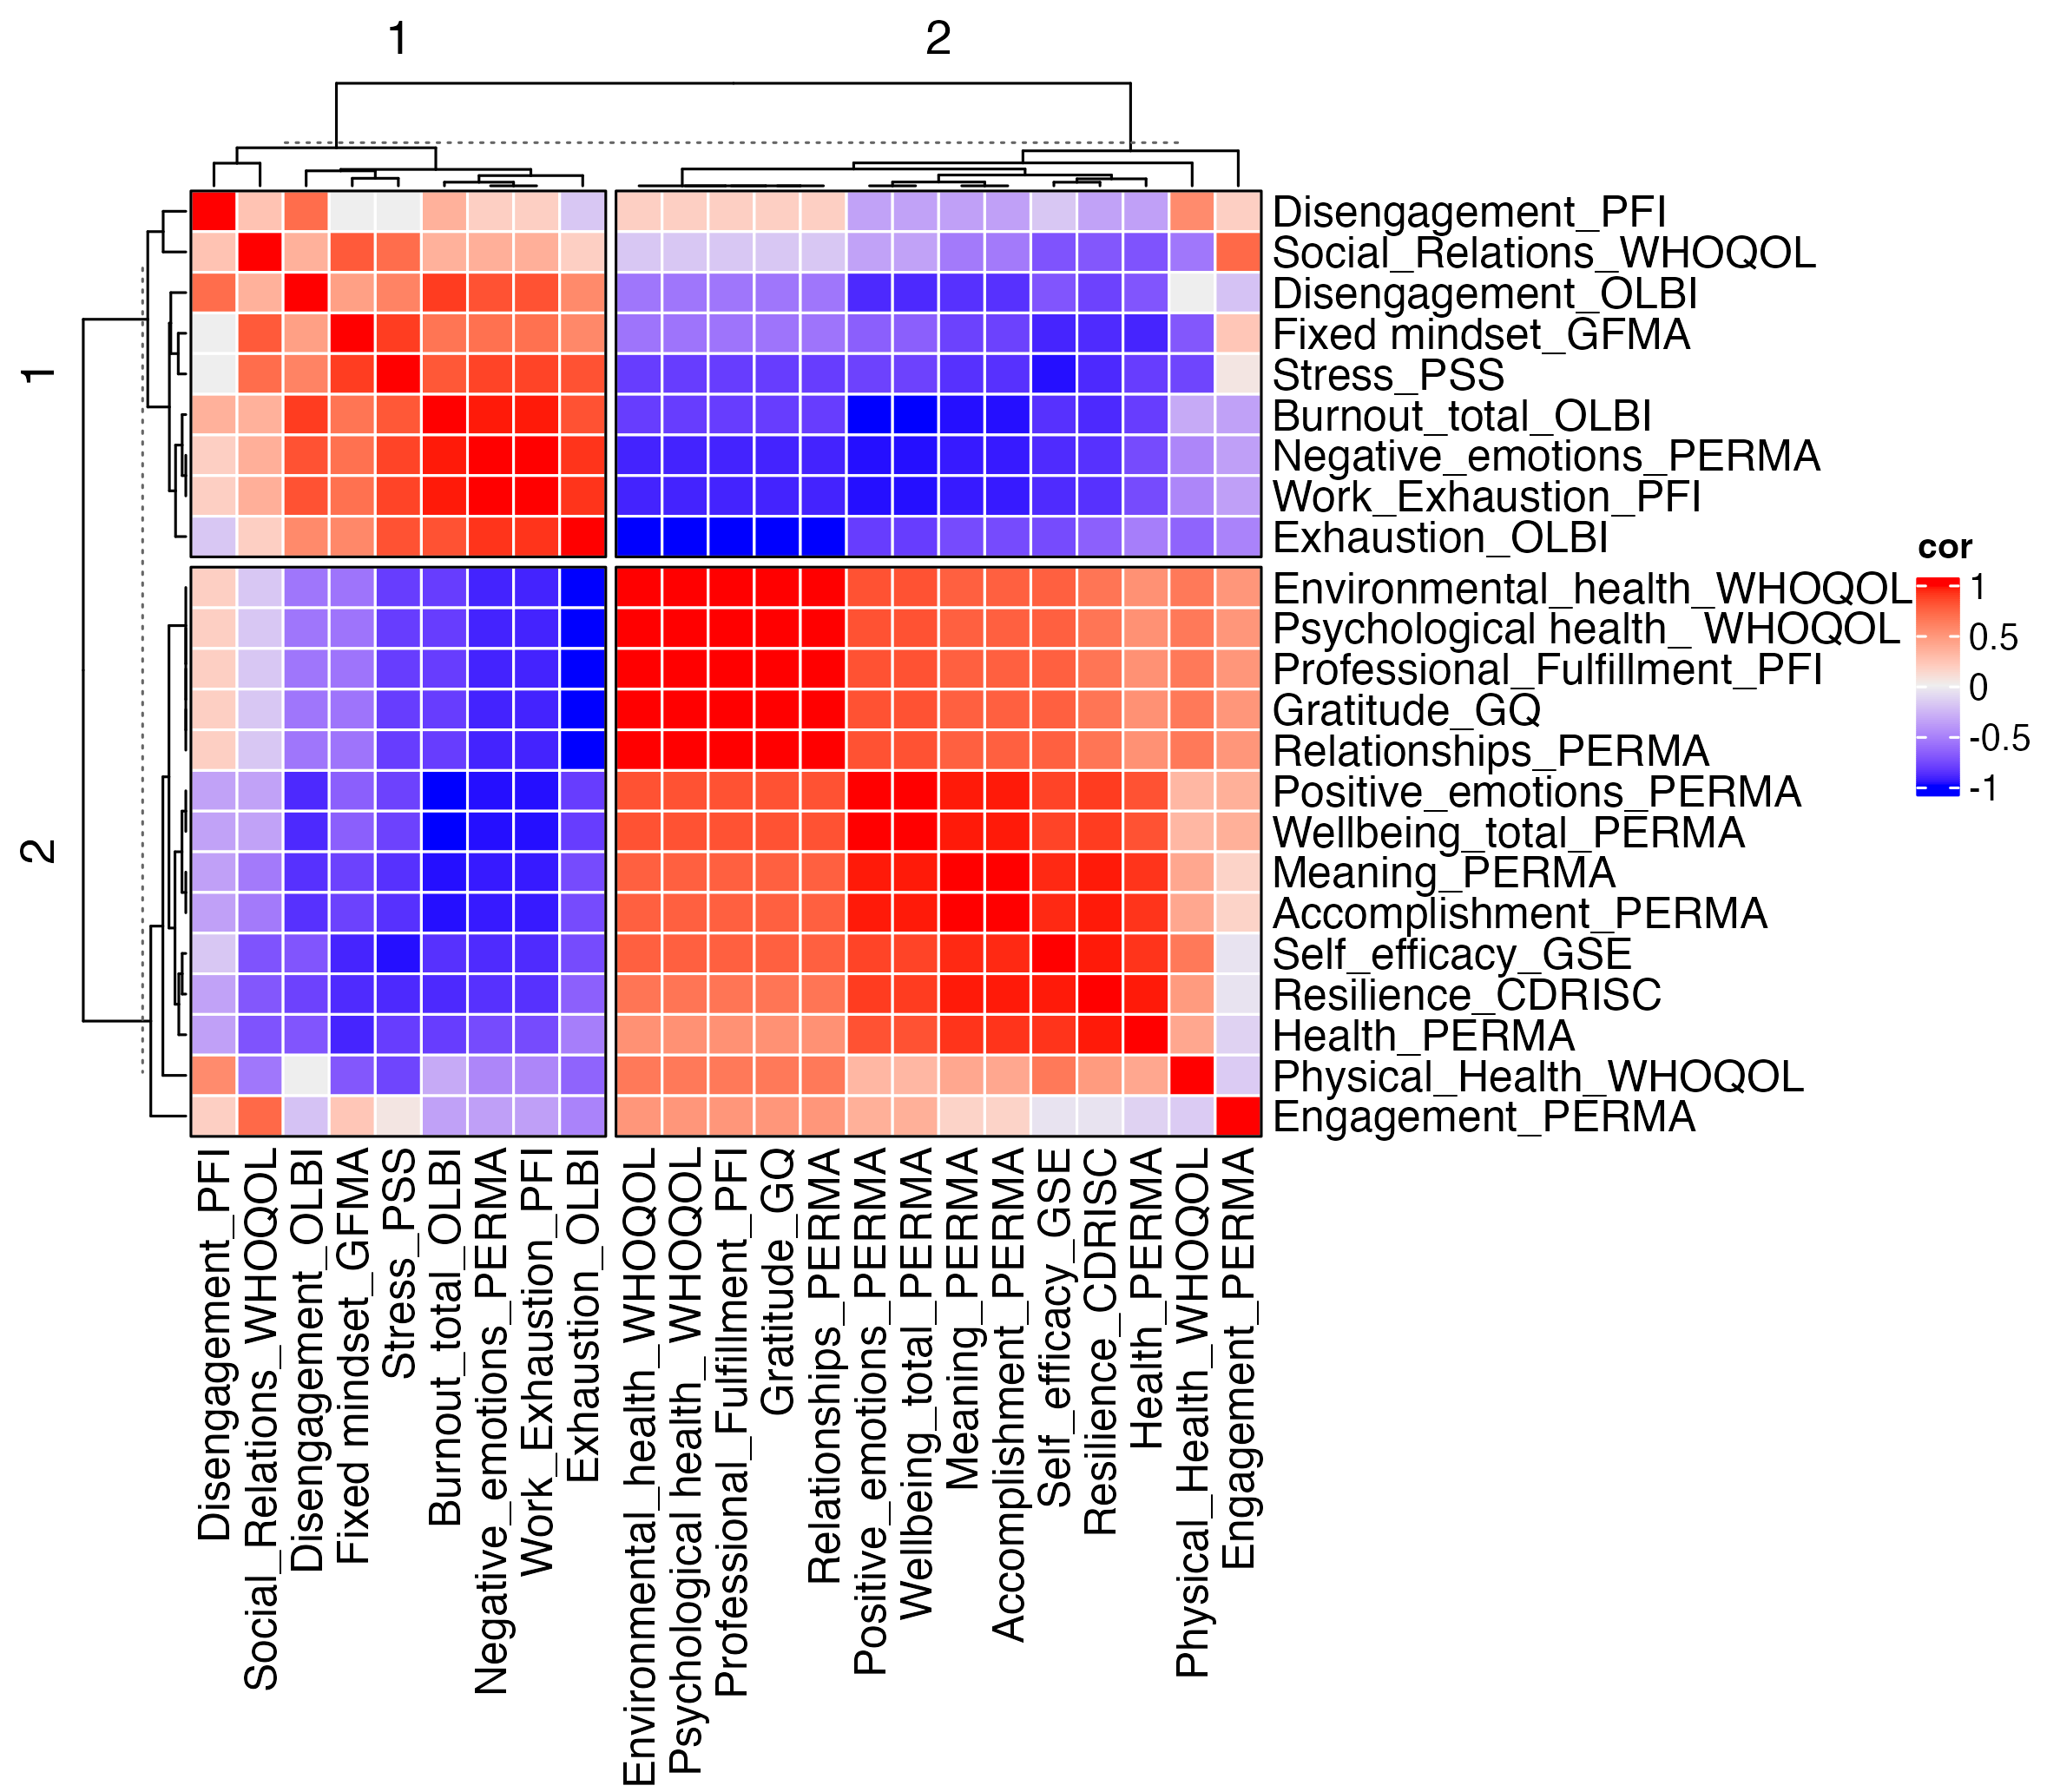 1
2
1
2
Disengagement_PFI
Social_Relations_WHOQOL
Disengagement_OLBI
Fixed mindset_GFMA
Stress_PSS
Burnout_total_OLBI
Negative_emotions_PERMA
Work_Exhaustion_PFI
Exhaustion_OLBI
Environmental_health_WHOQOL
Psychological health_ WHOQOL
Professional_Fulfillment_PFI
Gratitude_GQ
Relationships_PERMA
Positive_emotions_PERMA
Wellbeing_total_PERMA
Meaning_PERMA
Accomplishment_PERMA
Self_efficacy_GSE
Resilience_CDRISC
Health_PERMA
Physical_Health_WHOQOL
Engagement_PERMA
cor
1
0.5
0
-0.5
-1
Disengagement_PFI
Social_Relations_WHOQOL
Disengagement_OLBI
Fixed mindset_GFMA
Stress_PSS
Burnout_total_OLBI
Negative_emotions_PERMA
Work_Exhaustion_PFI
Exhaustion_OLBI
Environmental_health_WHOQOL
Psychological health_ WHOQOL
Professional_Fulfillment_PFI
Gratitude_GQ
Relationships_PERMA
Positive_emotions_PERMA
Wellbeing_total_PERMA
Meaning_PERMA
Accomplishment_PERMA
Self_efficacy_GSE
Resilience_CDRISC
Health_PERMA
Physical_Health_WHOQOL
Engagement_PERMA